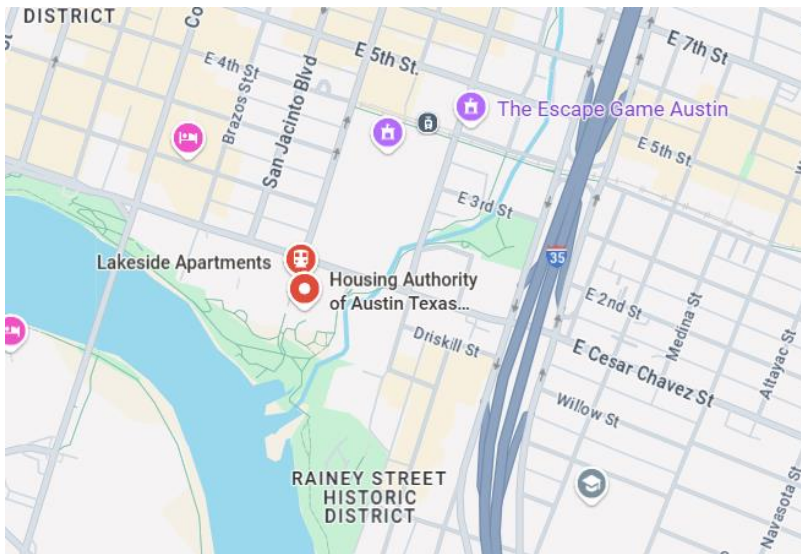 DISTRICT
E 4th St
Brazos St
San Jacinto Blvd
E 5th St.
E 7th St
The Escape Game Austin
E 5th St.
E 3rd St
35
Lakeside Apartments
Housing Authority
of Austin Texas...
E 2nd St
Medina St
Attayac St
Driskill St
E Cesar Chavez St
Willow St
Navasota St
RAINEY STREET
HISTORIC
DISTRICT